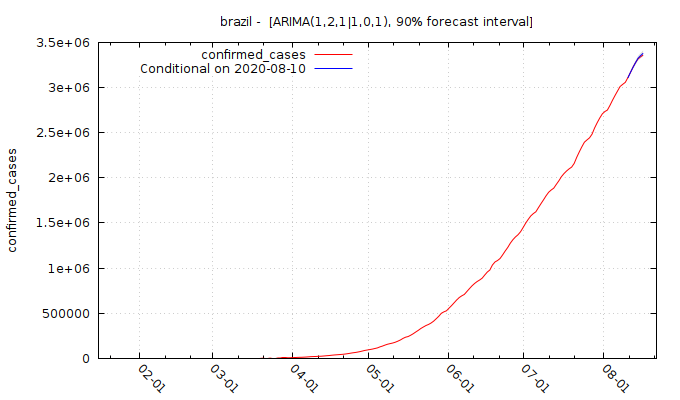 brazil - [ARIMA(1,2,1|1,0,1), 90% forecast interval]
3.5e+06
confirmed_cases
Conditional on 2020-08-10
3e+06
2.5e+06
2e+06
1.5e+06
1e+06
500000
0
confirmed_cases
02-01
03-01
04-01
05-01
06-01
07-01
08-01